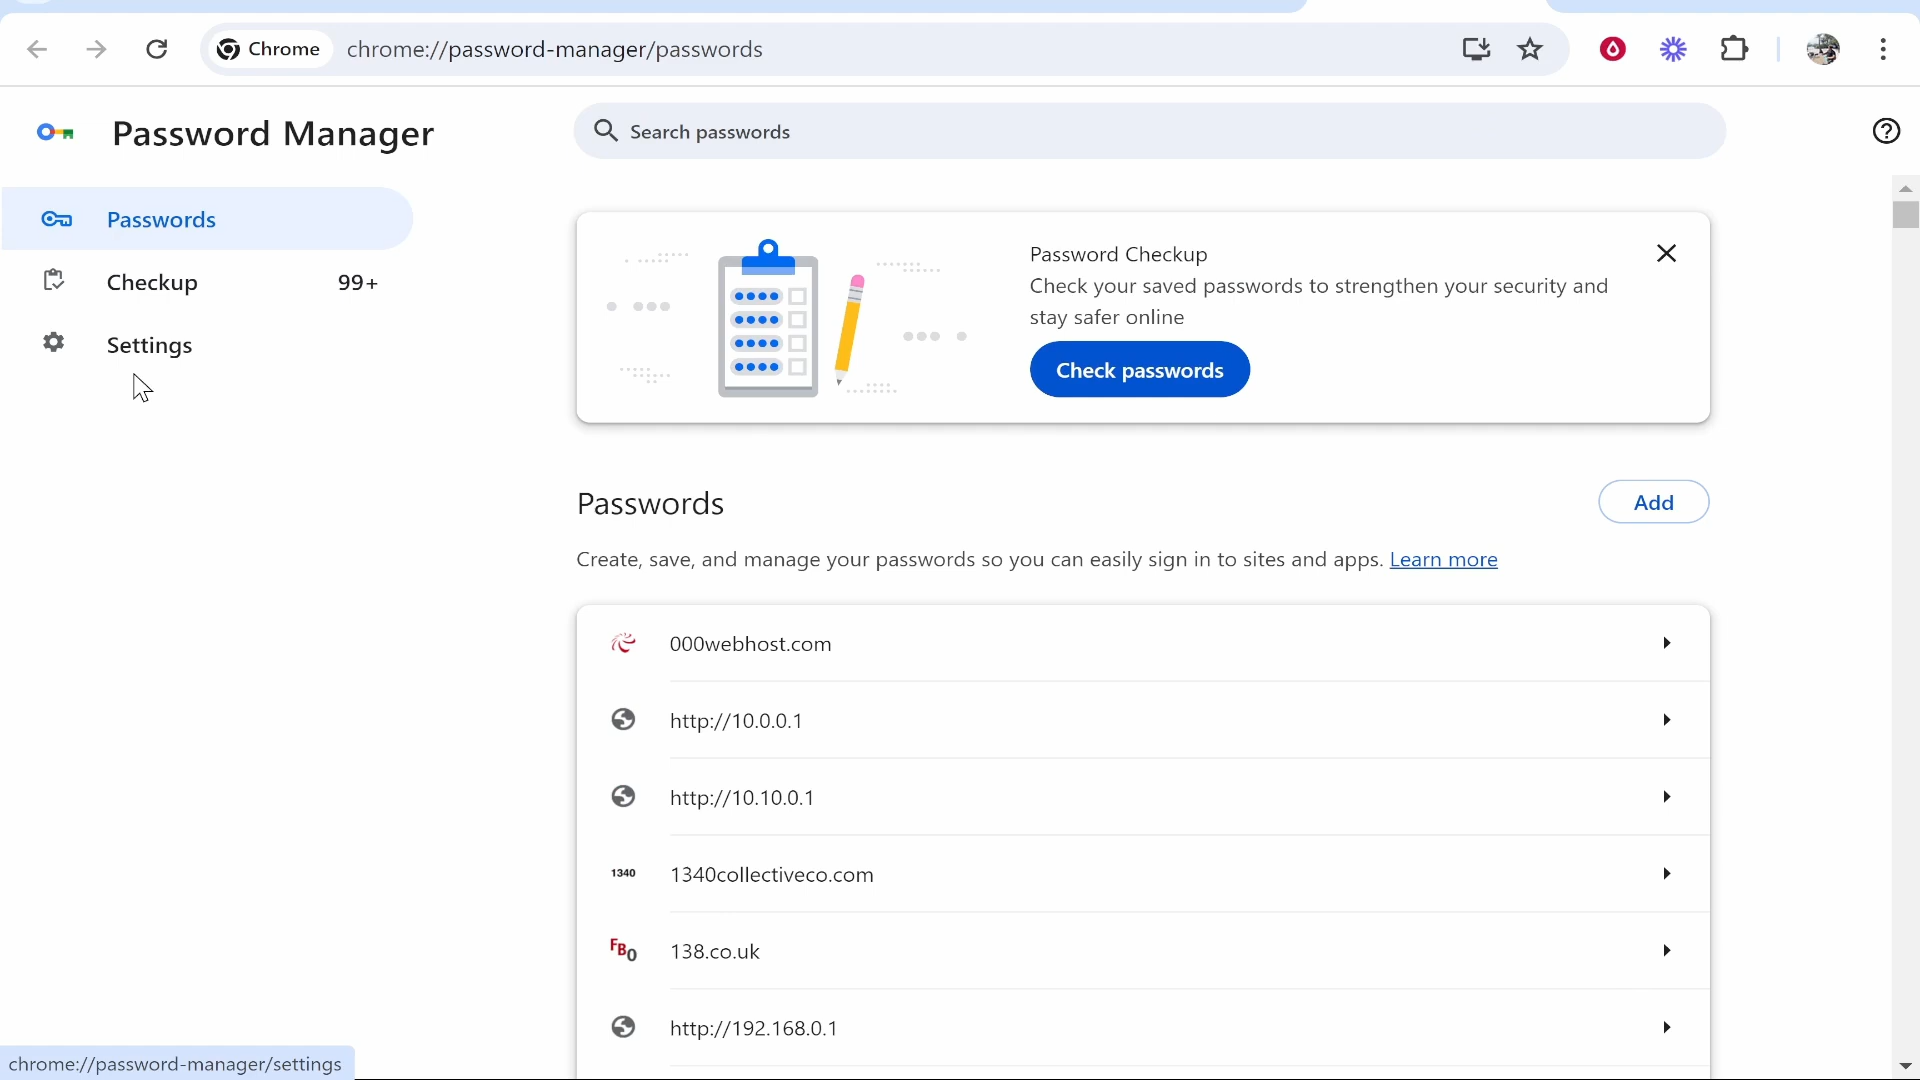 Chrome
chrome://password-manager/passwords
Password Manager
Search passwords
Passwords
Checkup 99+
Settings
Password Checkup
Check your saved passwords to strengthen your security and
stay safer online
Check passwords
Passwords
Add
Create, save, and manage your passwords so you can easily sign in to sites and apps. Learn more
000webhost.com
http://10.0.0.1
http://10.10.0.1
1340 1340collectiveco.com
FBO 138.co.uk
http://192.168.0.1
chrome://password-manager/settings